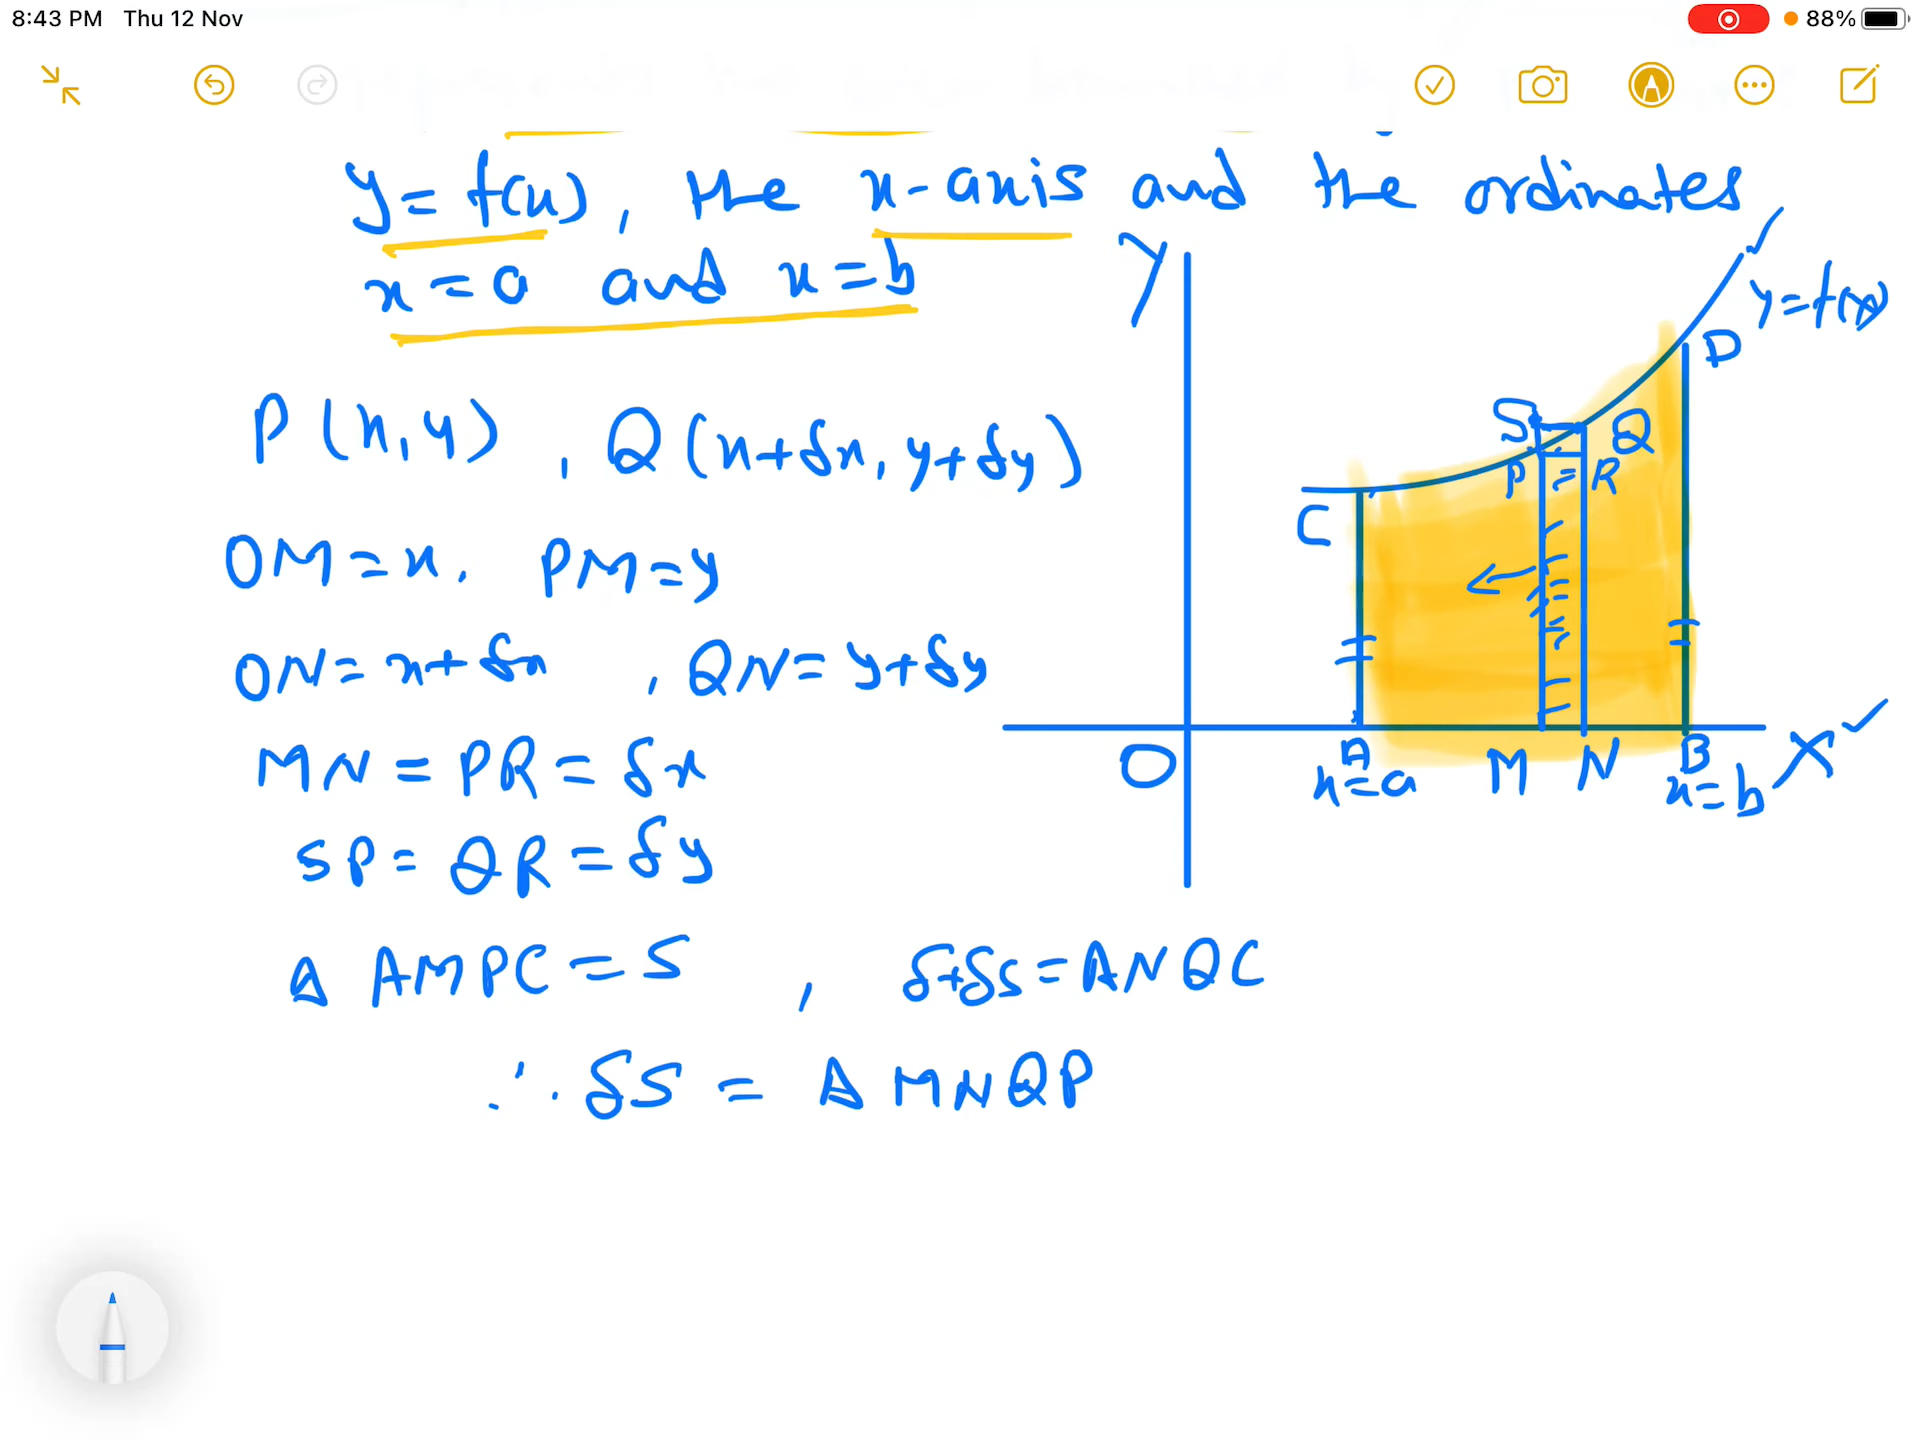 8:43 PM Thu 12 Nov 88%
y = f(x), the x-axis and the ordinates
x = a and x = b
Y
y = f(x)
D
P(x, y), Q(x+δx, y+δy)
S Q
P R
C
OM = x, PM = y
ON = x+δx, QN = y+δy
MN = PR = δx
O A M N B X
x = a x = b
SP = QR = δy
A AMPC = S, S+δS = ANQC
∴ δS = A MNQP